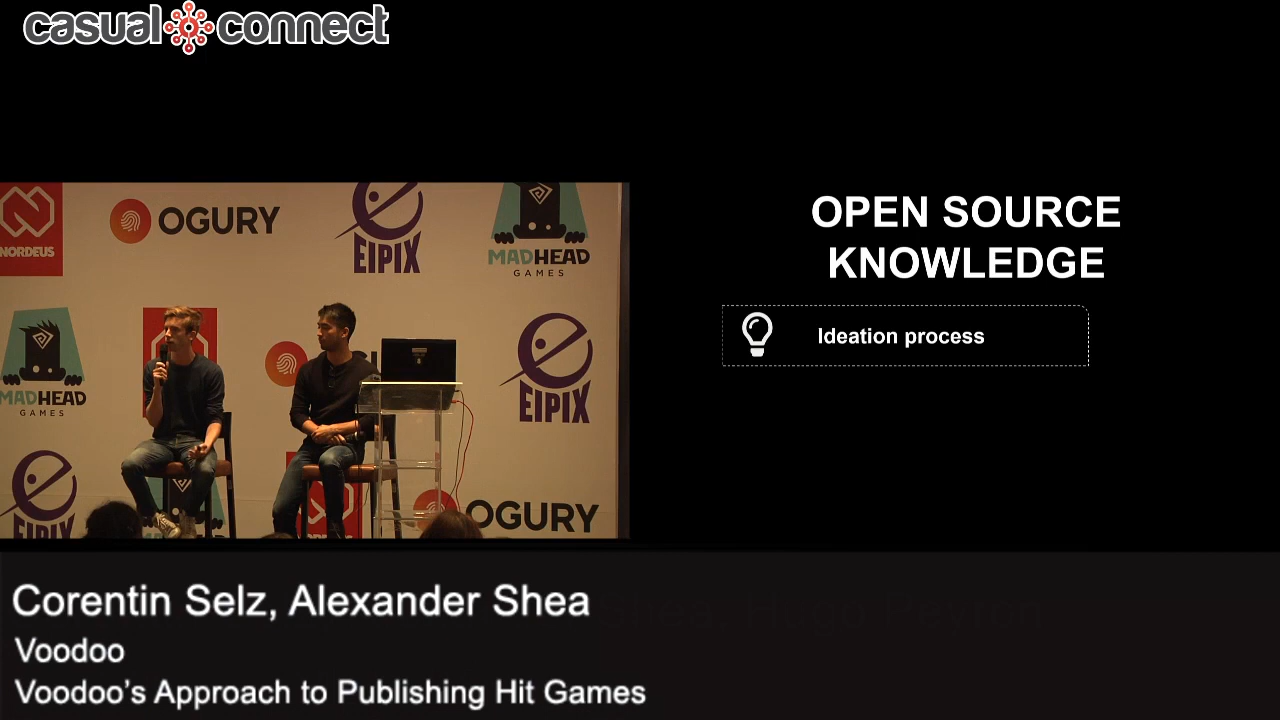 casual connect
NORDEUS
OGURY
EIPIX
MADHEAD
GAMES
MADHEAD
GAMES
EIPIX
EIPIX
OGURY
OPEN SOURCE
KNOWLEDGE
Ideation process
Corentin Selz, Alexander Shea
Voodoo
Voodoo's Approach to Publishing Hit Games